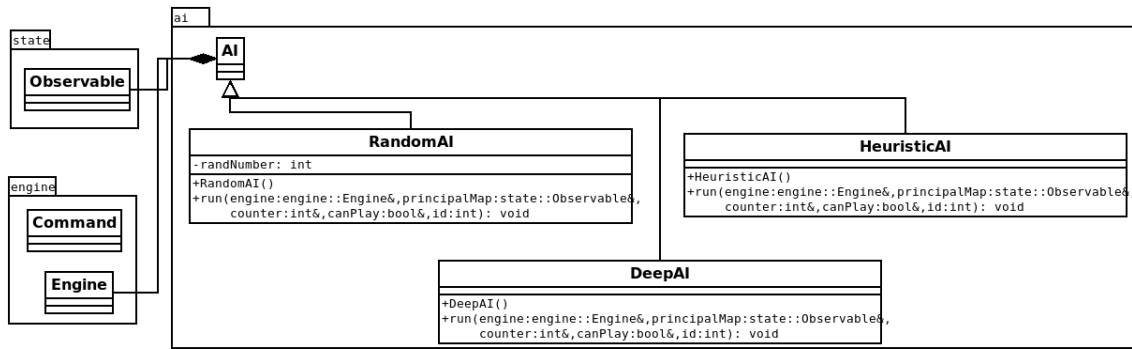 ai
state
AI
Observable
RandomAI
-randNumber: int
+RandomAI()
+run(engine:engine::Engine&,principalMap:state::Observable&,
counter:int&,canPlay:bool&,id:int): void
HeuristicAI
+HeuristicAI()
+run(engine:engine::Engine&,principalMap:state::Observable&,
counter:int&,canPlay:bool&,id:int): void
engine
Command
Engine
DeepAI
+DeepAI()
+run(engine:engine::Engine&,principalMap:state::Observable&,
counter:int&,canPlay:bool&,id:int): void